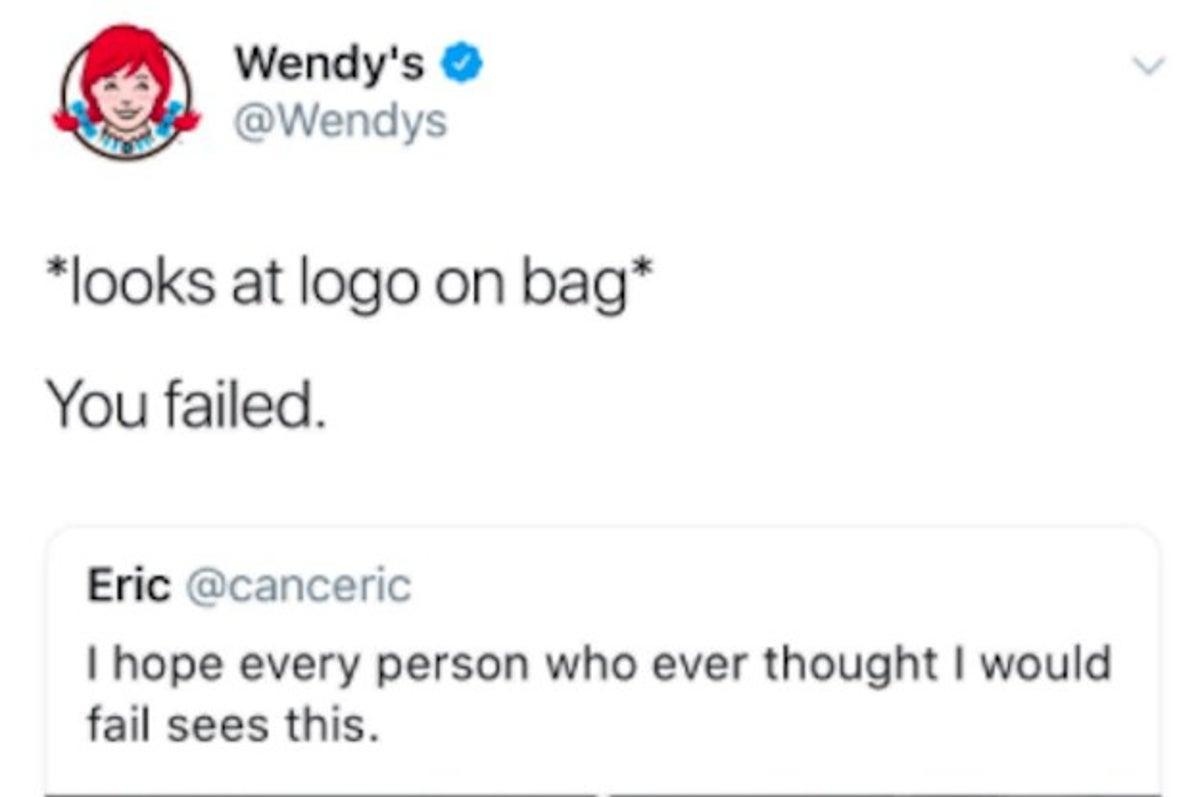 Wendy's
@Wendys
*looks at logo on bag*
You failed.
Eric @canceric
I hope every person who ever thought I would
fail sees this.